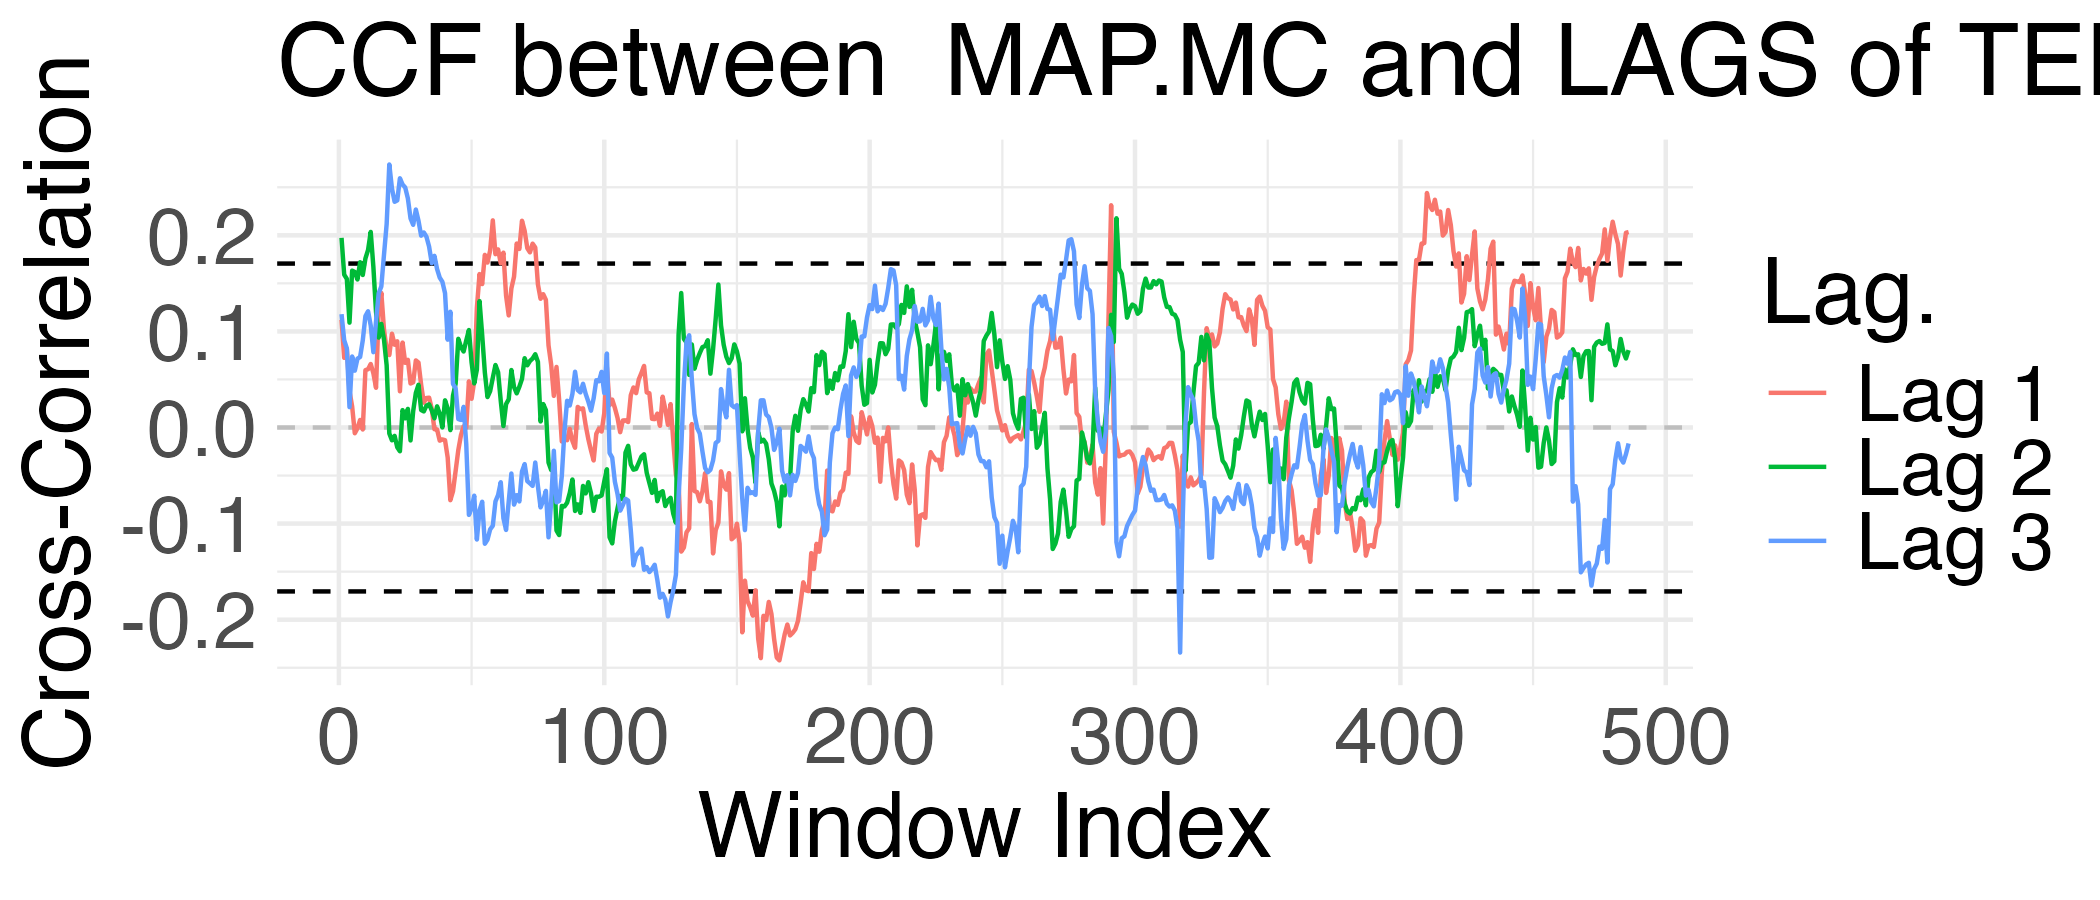 CCF between  MAP.MC and LAGS of
Cross-Correlation
0.2
0.1
0.0
-0.1
-0.2
0
100
200
300
400
500
Window Index
Lag.
Lag 1
Lag 2
Lag 3